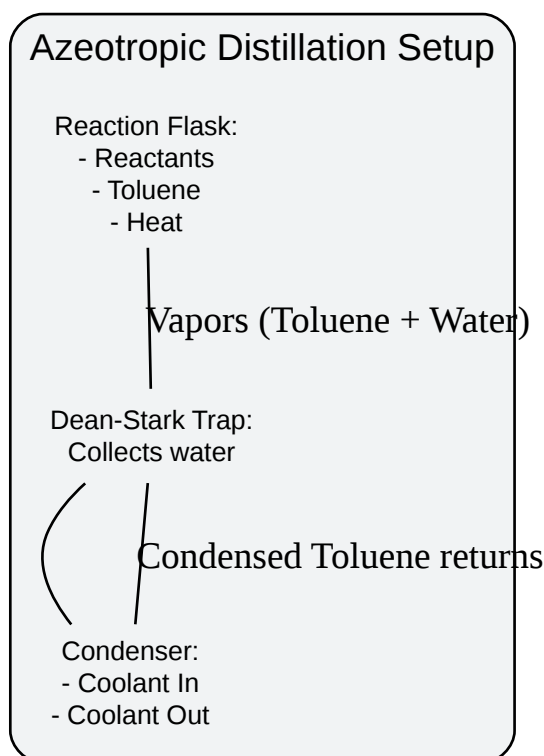 Azeotropic Distillation Setup
Reaction Flask:
- Reactants
- Toluene
- Heat
Vapors (Toluene + Water)
Dean-Stark Trap:
Collects water
Condensed Toluene returns
Condenser:
- Coolant In
- Coolant Out